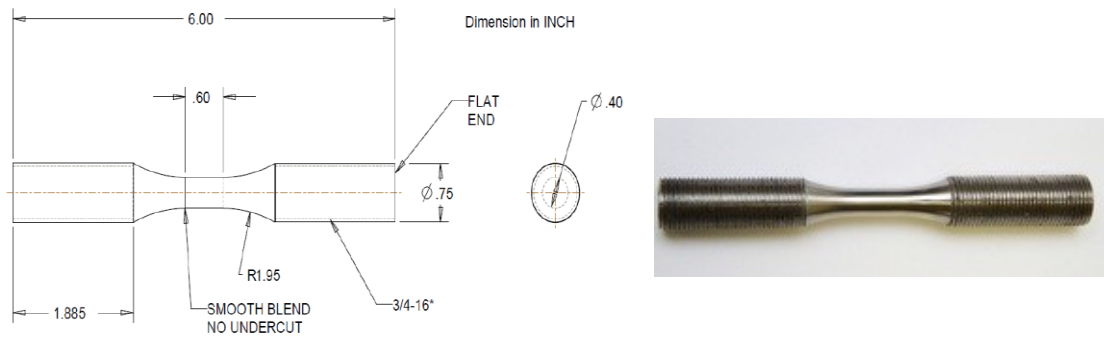 6.00
Dimension in INCH
.60
FLAT
END
Ø .40
Ø .75
R1.95
1.885
SMOOTH BLEND
NO UNDERCUT
3/4-16*